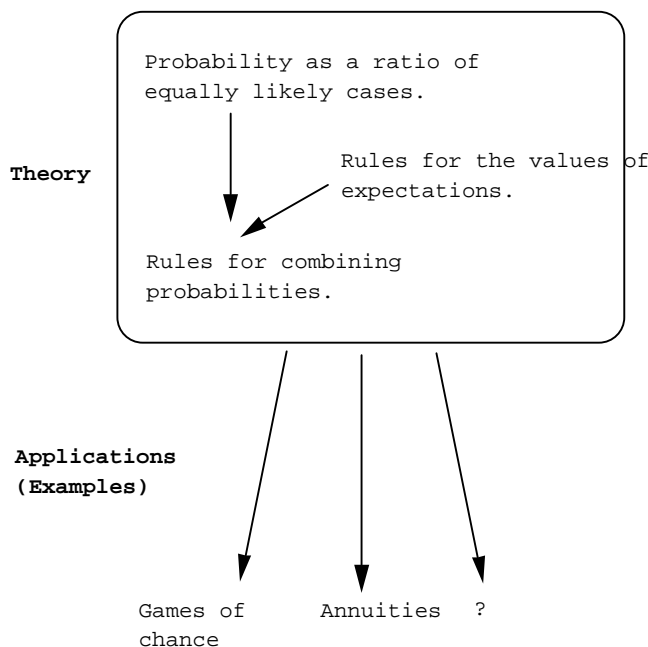 Probability as a ratio of
equally likely cases.
Theory
Rules for the values of
expectations.
Rules for combining
probabilities.
Applications
(Examples)
Games of
chance
Annuities
?